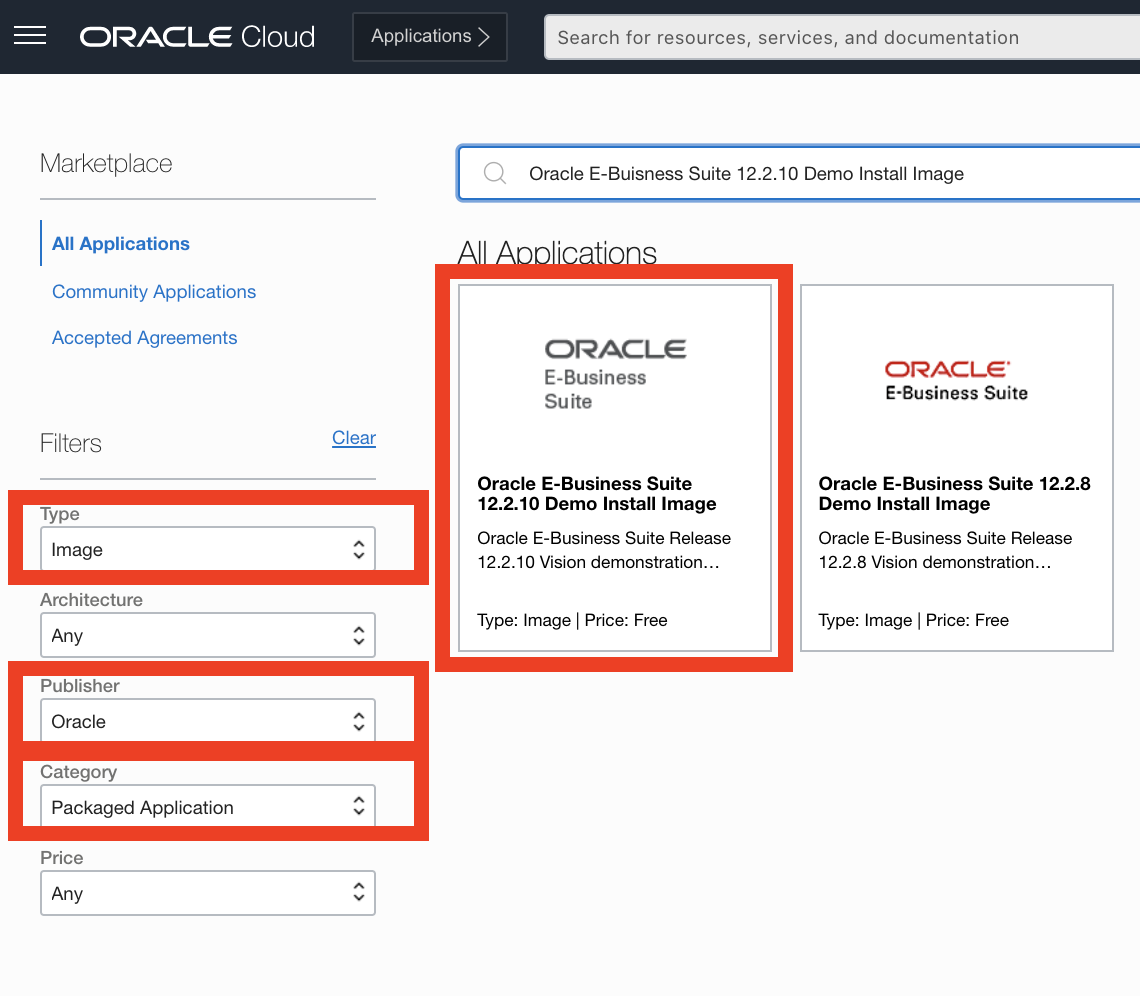 ORACLE Cloud
Applications
Search for resources, services, and documentation
Marketplace
All Applications
Community Applications
Accepted Agreements
Filters
Clear
Type
Image
Architecture
Any
Publisher
Oracle
Category
Packaged Application
Price
Any
Oracle E-Buisness Suite 12.2.10 Demo Install Image
All Applications
ORACLE
E-Business
Suite
Oracle E-Business Suite
12.2.10 Demo Install Image
Oracle E-Business Suite Release
12.2.10 Vision demonstration…
Type: Image | Price: Free
ORACLE
E-Business Suite
Oracle E-Business Suite 12.2.8
Demo Install Image
Oracle E-Business Suite Release
12.2.8 Vision demonstration…
Type: Image | Price: Free